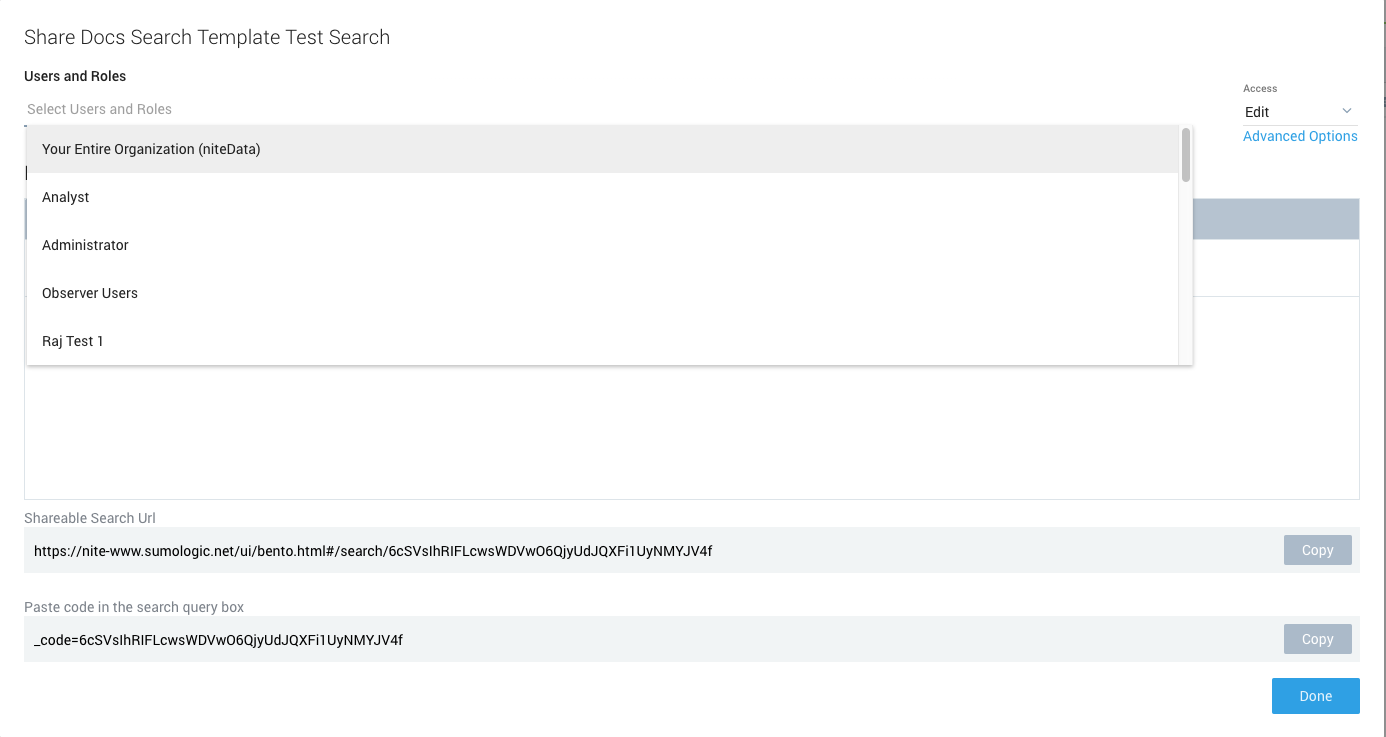 Share Docs Search Template Test Search
Users and Roles
Select Users and Roles
Access
Edit
Advanced Options
Your Entire Organization (niteData)
Analyst
Administrator
Observer Users
Raj Test 1
Shareable Search Url
https://nite-www.sumologic.net/ui/bento.html#/search/6cSVsIhRIFLcwsWDVwO6QjyUdJQXFi1UyNMYJV4f
Copy
Paste code in the search query box
_code=6cSVsIhRIFLcwsWDVwO6QjyUdJQXFi1UyNMYJV4f
Copy
Done